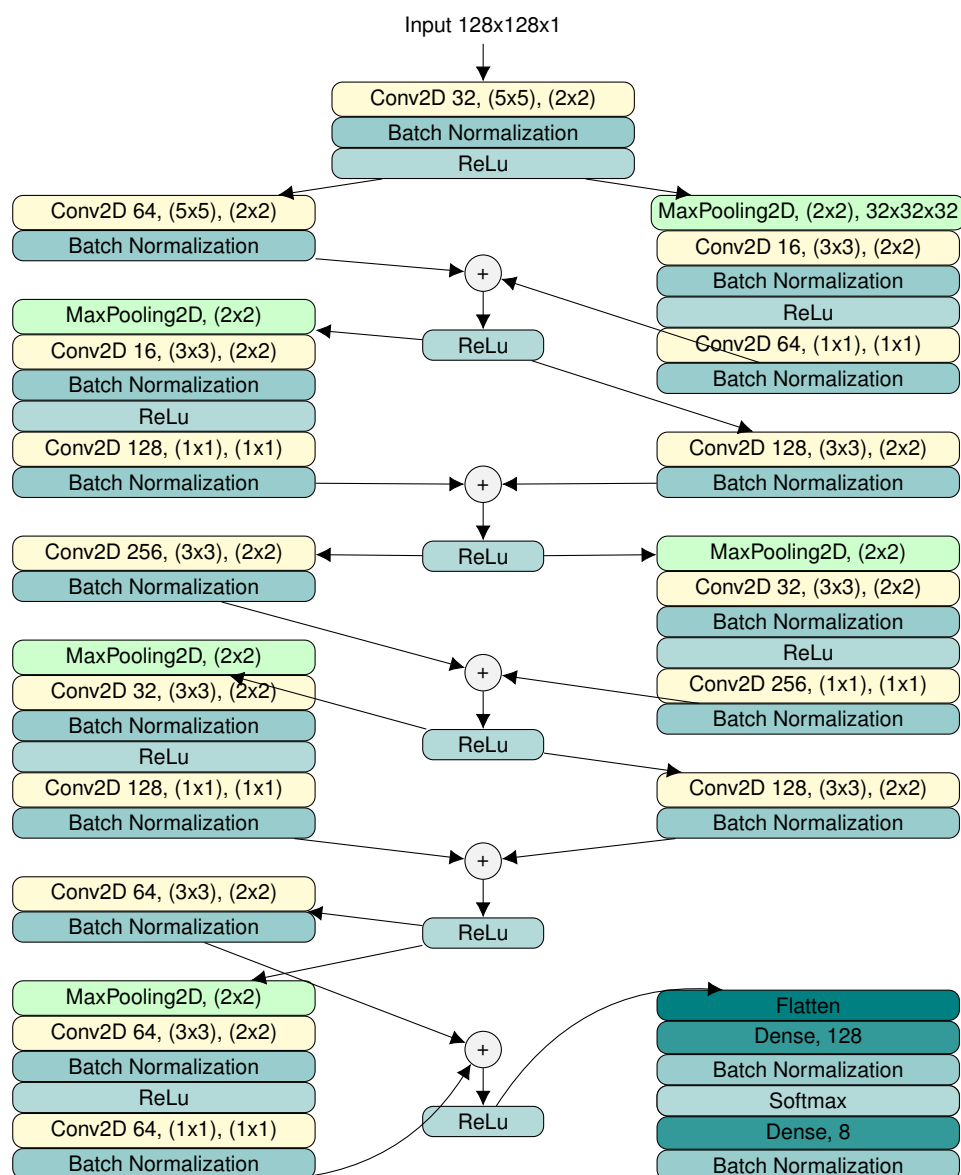 Input 128x128x1
Conv2D 32, (5x5), (2x2)
Batch Normalization
ReLu
Conv2D 64, (5x5), (2x2)
Batch Normalization
MaxPooling2D, (2x2), 32x32x32
Conv2D 16, (3x3), (2x2)
Batch Normalization
ReLu
Conv2D 64, (1x1), (1x1)
Batch Normalization
+
ReLu
MaxPooling2D, (2x2)
Conv2D 16, (3x3), (2x2)
Batch Normalization
ReLu
Conv2D 128, (1x1), (1x1)
Batch Normalization
Conv2D 128, (3x3), (2x2)
Batch Normalization
+
ReLu
Conv2D 256, (3x3), (2x2)
Batch Normalization
MaxPooling2D, (2x2)
Conv2D 32, (3x3), (2x2)
Batch Normalization
ReLu
Conv2D 256, (1x1), (1x1)
Batch Normalization
+
ReLu
MaxPooling2D, (2x2)
Conv2D 32, (3x3), (2x2)
Batch Normalization
ReLu
Conv2D 128, (1x1), (1x1)
Batch Normalization
Conv2D 128, (3x3), (2x2)
Batch Normalization
+
ReLu
Conv2D 64, (3x3), (2x2)
Batch Normalization
MaxPooling2D, (2x2)
Conv2D 64, (3x3), (2x2)
Batch Normalization
ReLu
Conv2D 64, (1x1), (1x1)
Batch Normalization
+
ReLu
Flatten
Dense, 128
Batch Normalization
Softmax
Dense, 8
Batch Normalization